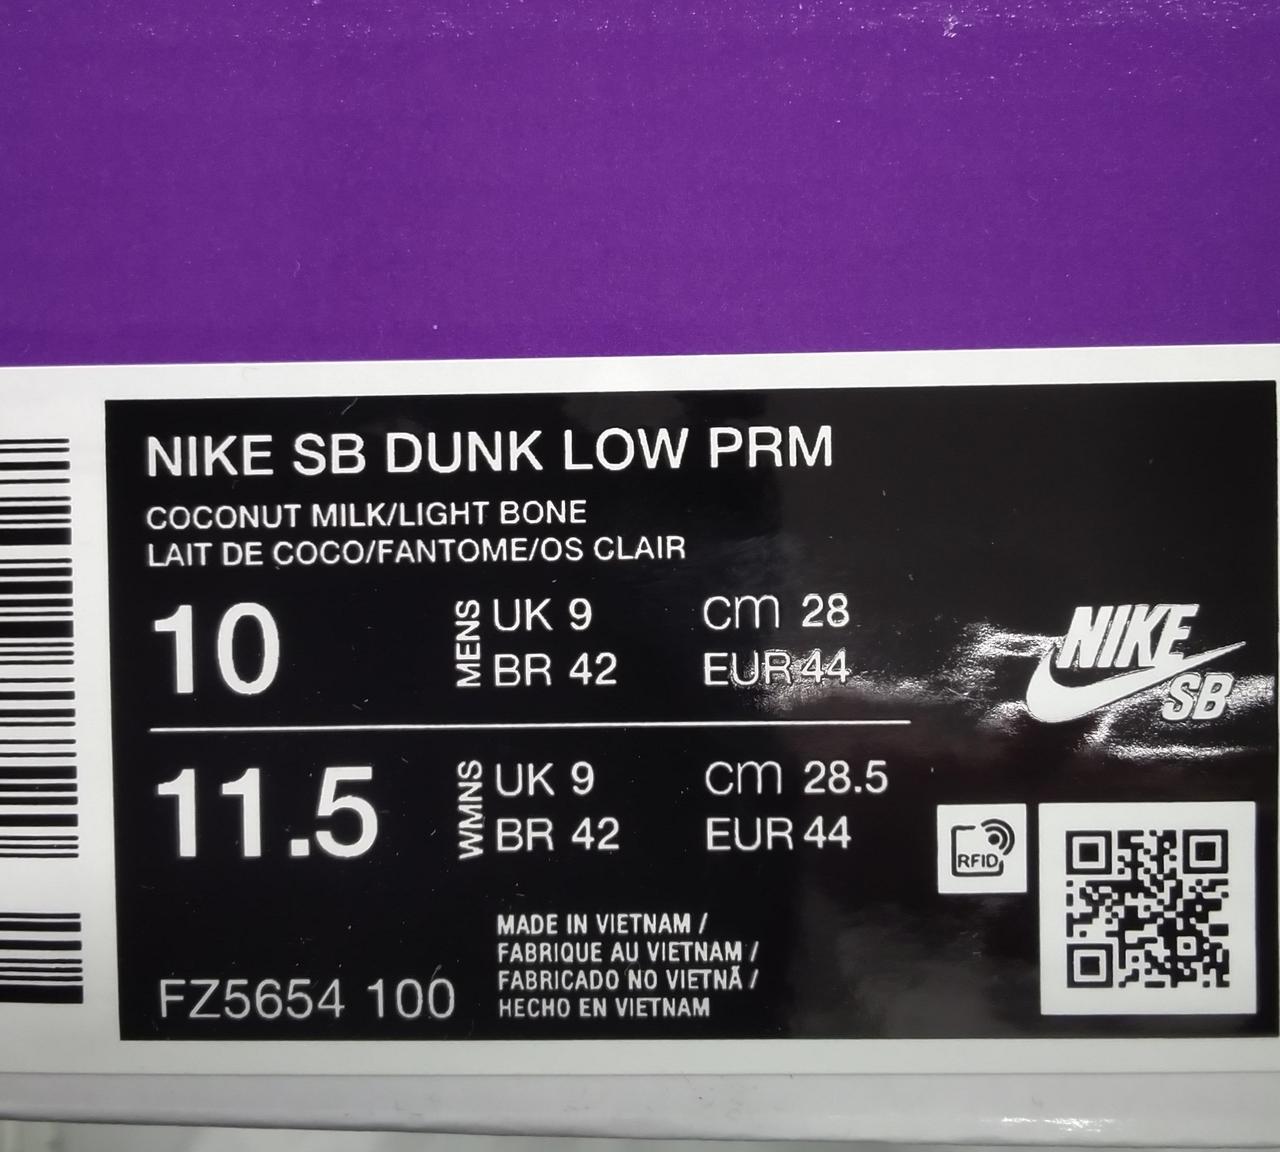 NIKE SB DUNK LOW PRM
COCONUT MILK/LIGHT BONE
LAIT DE COCO/FANTOME/OS CLAIR
10 MENS UK 9 CM 28
BR 42 EUR 44
11.5 WMNS UK 9 CM 28.5
BR 42 EUR 44
NIKE
SB
RFID
MADE IN VIETNAM /
FABRIQUE AU VIETNAM /
FABRICADO NO VIETNÃ /
HECHO EN VIETNAM
FZ5654 100